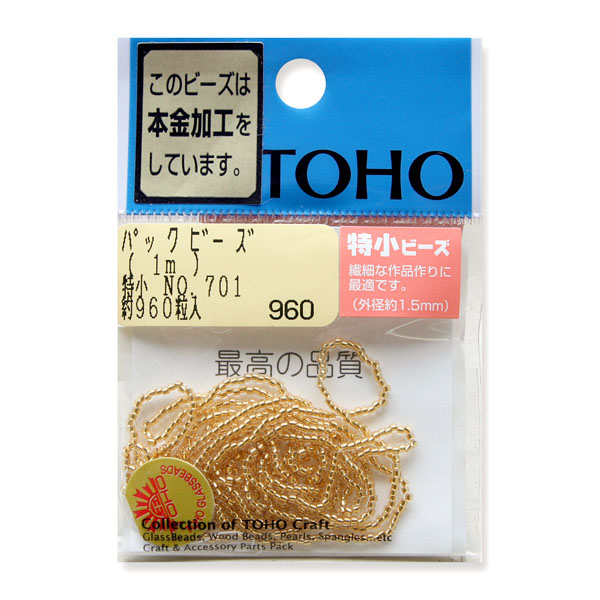 このビーズは
本金加工を
しています。
TOHO
パックビーズ
( 1m )
特小 NO.701
約960粒入
960
特小ビーズ
繊細な作品作りに
最適です。
(外径約1.5mm)
最高の品質
TOHO
GLASSBEADS
Collection of TOHO Craft
GlassBeads, Wood Beads, Pearls, Spangles...etc
Craft & Accessory Parts Pack